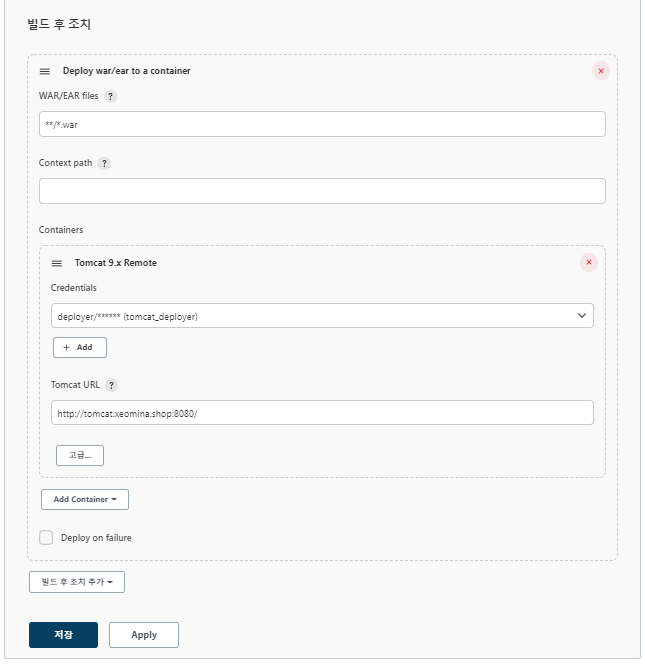 빌드 후 조치
Deploy war/ear to a container
×
WAR/EAR files ?
**/*.war
Context path ?
Containers
Tomcat 9.x Remote
×
Credentials
deployer/****** (tomcat_deployer)
+ Add
Tomcat URL ?
http://tomcat.xeomina.shop:8080/
고급...
Add Container
Deploy on failure
빌드 후 조치 추가
저장 Apply